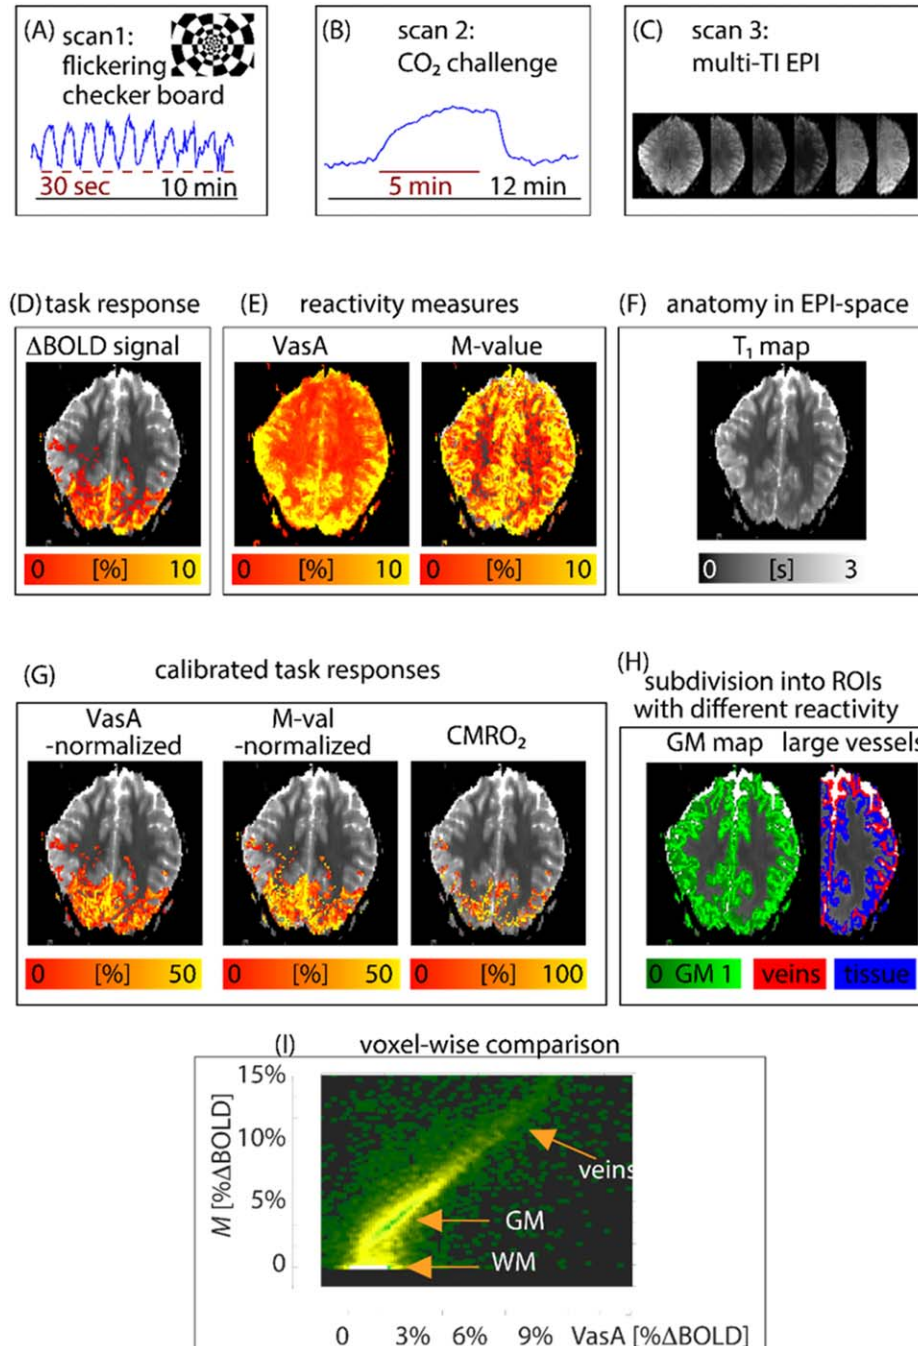 (A) scan1:
flickering
checker board
30 sec 10 min
(B) scan 2:
CO₂ challenge
5 min 12 min
(C) scan 3:
multi-TI EPI
(D) task response
ΔBOLD signal
0 [%] 10
(E) reactivity measures
VasA M-value
0 [%] 10 0 [%] 10
(F) anatomy in EPI-space
T₁ map
0 [s] 3
(G) calibrated task responses
VasA
-normalized
M-val
-normalized
CMRO₂
0 [%] 50 0 [%] 50 0 [%] 100
(H) subdivision into ROIs
with different reactivity
GM map large vessels
0 GM 1 veins tissue
(I) voxel-wise comparison
M [%ΔBOLD]
15%
10%
5%
0
veins
GM
WM
0 3% 6% 9% VasA [%ΔBOLD]